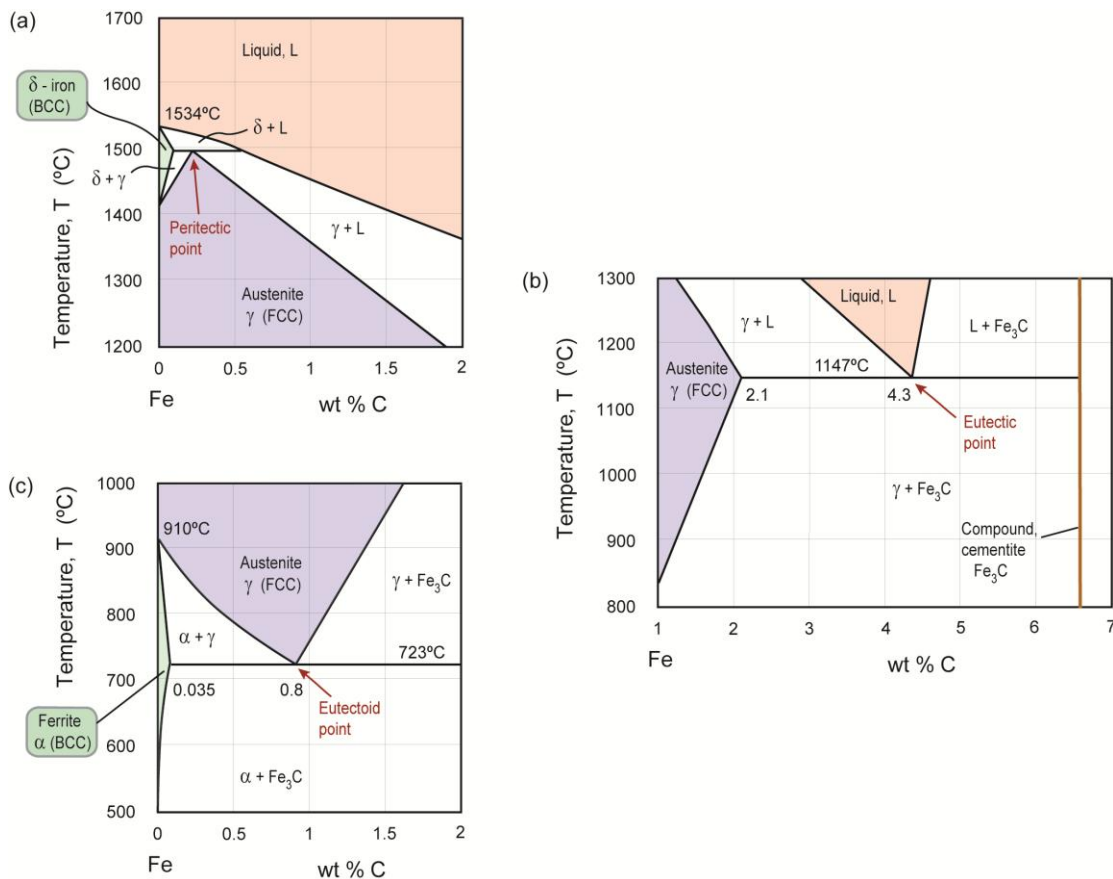 (a)
1700
1600
1500
1400
1300
1200
Temperature, T (ºC)
δ - iron
(BCC)
1534ºC
Liquid, L
δ + L
δ + γ
Peritectic
point
γ + L
Austenite
γ (FCC)
0
0.5
1
1.5
2
Fe
wt % C
(b)
1300
1200
1100
1000
900
800
Temperature, T (ºC)
γ + L
Liquid, L
L + Fe₃C
Austenite
γ (FCC)
1147ºC
2.1
4.3
Eutectic
point
γ + Fe₃C
Compound,
cementite
Fe₃C
1
2
3
4
5
6
7
Fe
wt % C
(c)
1000
900
800
700
600
500
Temperature, T (ºC)
910ºC
Austenite
γ (FCC)
γ + Fe₃C
α + γ
723ºC
0.035
0.8
Eutectoid
point
Ferrite
α (BCC)
α + Fe₃C
0
0.5
1
1.5
2
Fe
wt % C